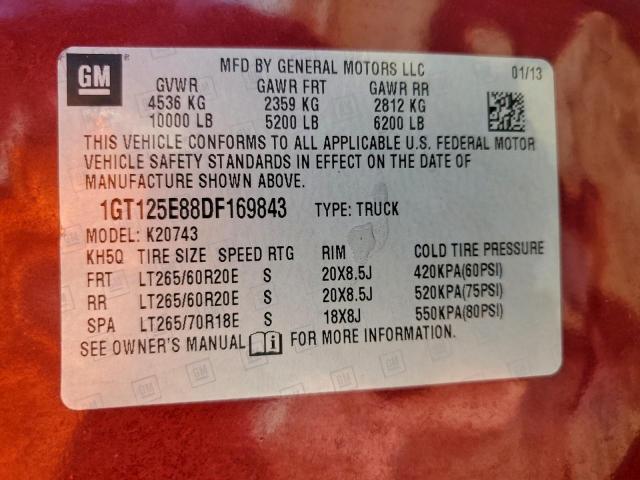 GM
MFD BY GENERAL MOTORS LLC 01/13
GVWR GAWR FRT GAWR RR
4536 KG 2359 KG 2812 KG
10000 LB 5200 LB 6200 LB
THIS VEHICLE CONFORMS TO ALL APPLICABLE U.S. FEDERAL MOTOR
VEHICLE SAFETY STANDARDS IN EFFECT ON THE DATE OF
MANUFACTURE SHOWN ABOVE.
1GT125E88DF169843 TYPE: TRUCK
MODEL: K20743
KH5Q TIRE SIZE SPEED RTG RIM COLD TIRE PRESSURE
FRT LT265/60R20E S 20X8.5J 420KPA(60PSI)
RR LT265/60R20E S 20X8.5J 520KPA(75PSI)
SPA LT265/70R18E S 18X8J 550KPA(80PSI)
SEE OWNER'S MANUAL i FOR MORE INFORMATION.